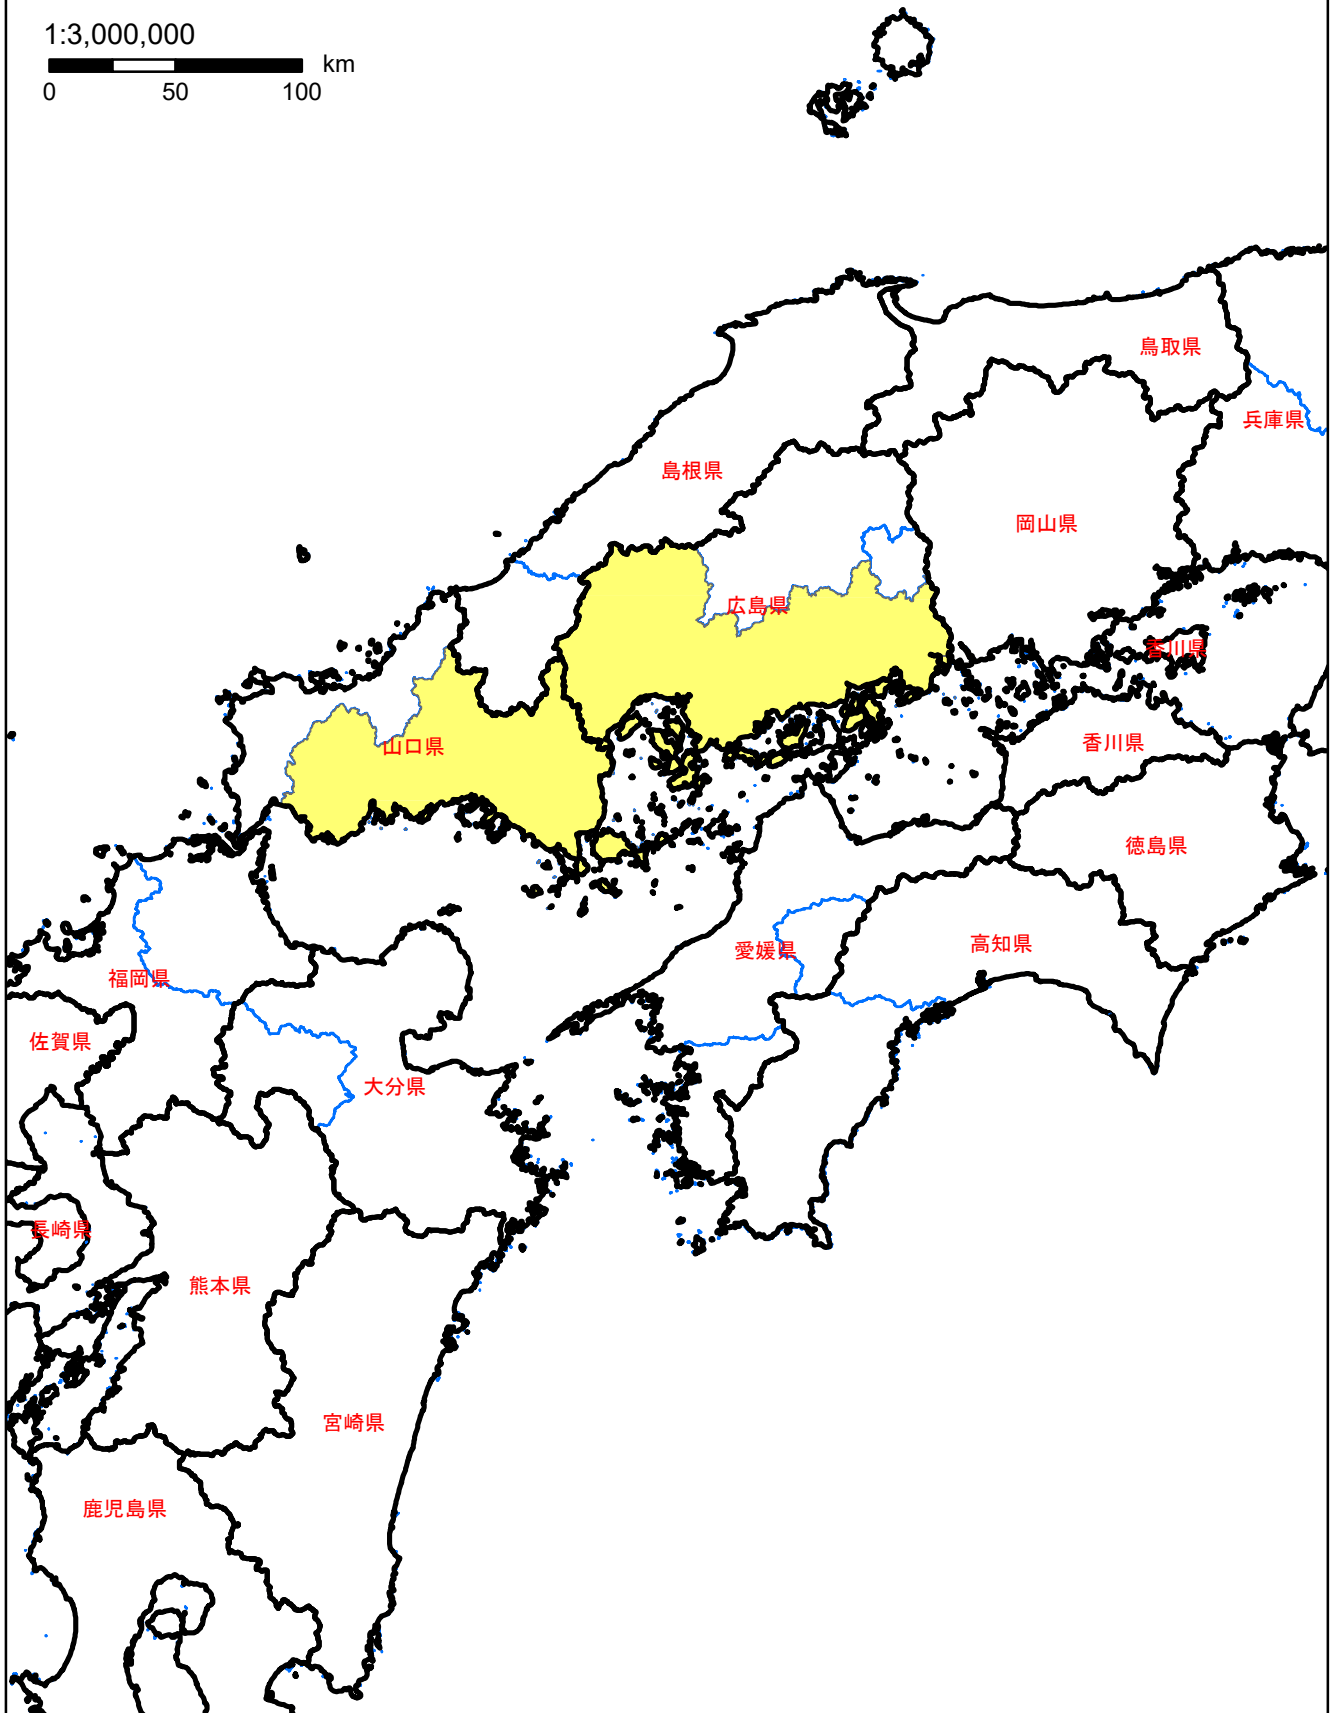 1:3,000,000
km
0 50 100
鳥取県
兵庫県
島根県
岡山県
広島県
香川県
山口県
香川県
徳島県
愛媛県
高知県
福岡県
佐賀県
大分県
長崎県
熊本県
宮崎県
鹿児島県